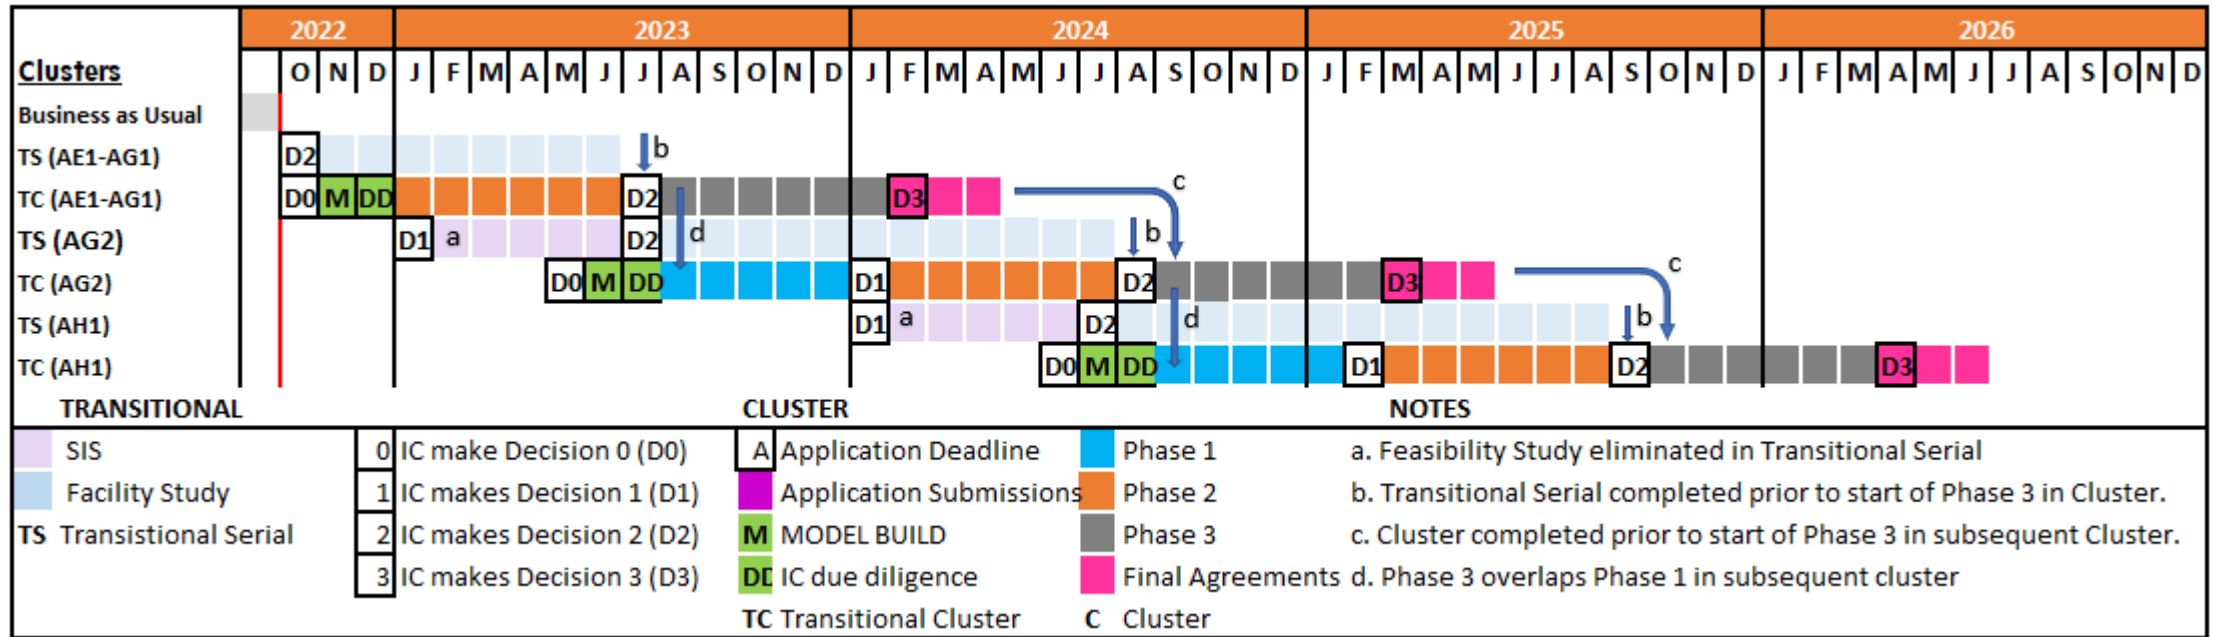 2022 2023 2024 2025 2026
Clusters O N D J F M A M J J A S O N D J F M A M J J A S O N D J F M A M J J A S O N D J F M A M J J A S O N D
Business as Usual
TS (AE1-AG1) D2 b
TC (AE1-AG1) D0 M DD D2 D3 c
TS (AG2) D1 a D2 d b
TC (AG2) D0 M DD D1 D2 D3 c
TS (AH1) D1 a D2 d b
TC (AH1) D0 M DD D1 D2 D3
TRANSITIONAL CLUSTER NOTES
SIS 0 IC make Decision 0 (D0) A Application Deadline Phase 1 a. Feasibility Study eliminated in Transitional Serial
Facility Study 1 IC makes Decision 1 (D1) Application Submissions Phase 2 b. Transitional Serial completed prior to start of Phase 3 in Cluster.
TS Transistional Serial 2 IC makes Decision 2 (D2) M MODEL BUILD Phase 3 c. Cluster completed prior to start of Phase 3 in subsequent Cluster.
3 IC makes Decision 3 (D3) DD IC due diligence Final Agreements d. Phase 3 overlaps Phase 1 in subsequent cluster
TC Transitional Cluster C Cluster